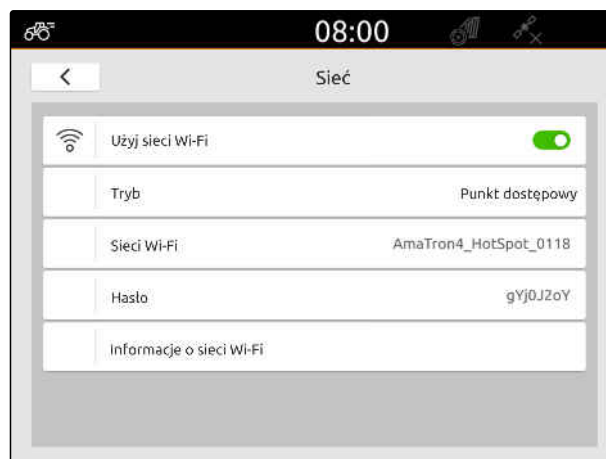 08:00
Sieć
Użyj sieci Wi-Fi
Tryb Punkt dostępowy
Sieci Wi-Fi AmaTron4_HotSpot_0118
Hasło gYj0J2oY
Informacje o sieci Wi-Fi